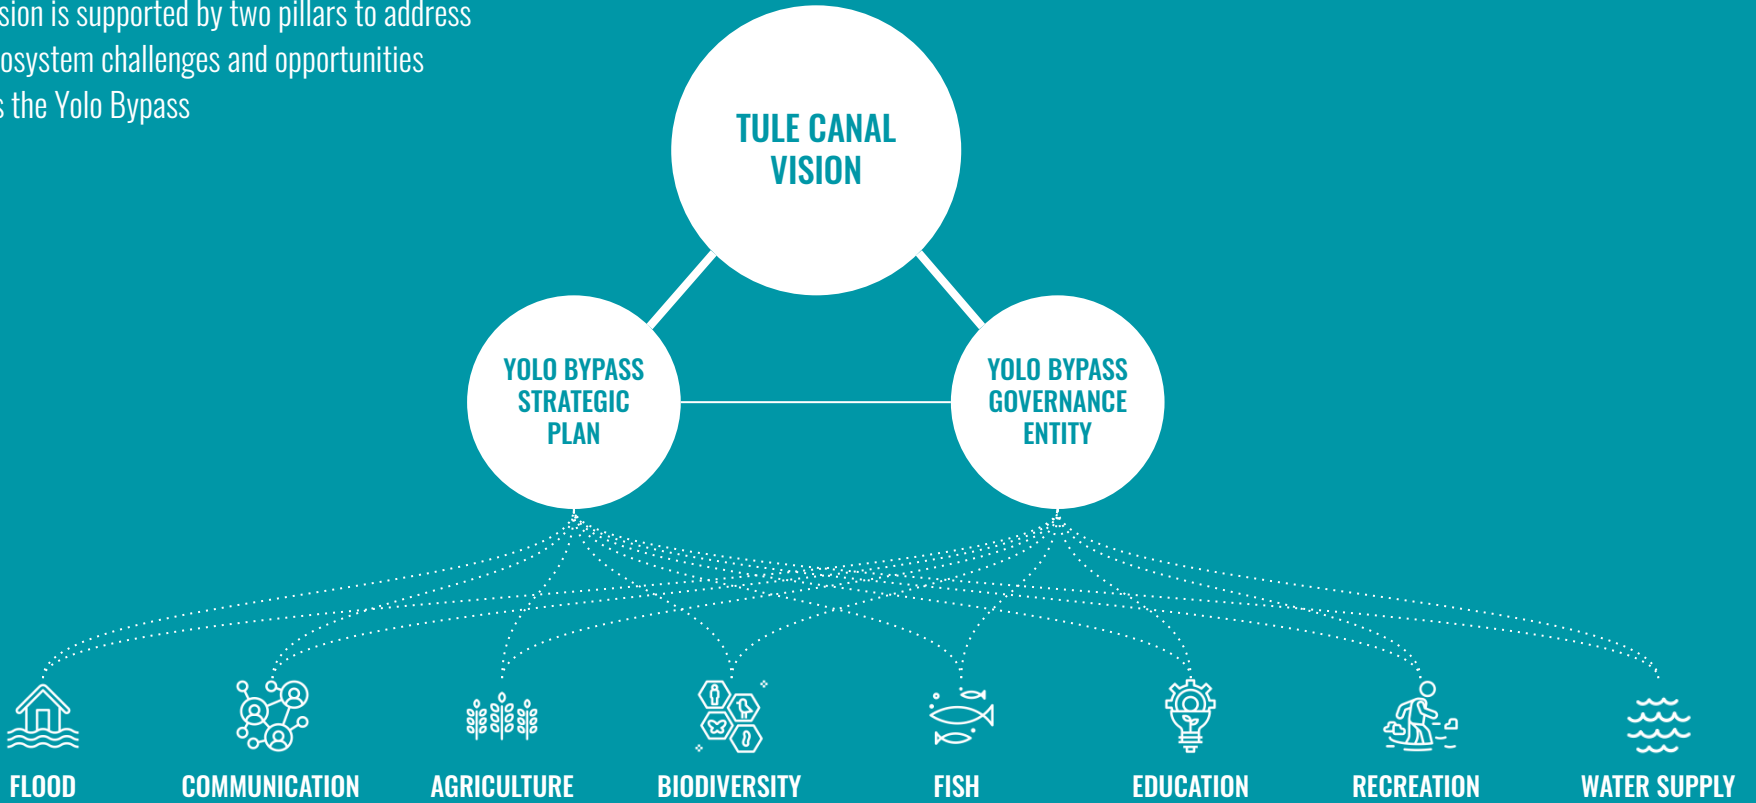 sion is supported by two pillars to address
osystem challenges and opportunities
s the Yolo Bypass
TULE CANAL
VISION
YOLO BYPASS
STRATEGIC
PLAN
YOLO BYPASS
GOVERNANCE
ENTITY
FLOOD
COMMUNICATION
AGRICULTURE
BIODIVERSITY
FISH
EDUCATION
RECREATION
WATER SUPPLY